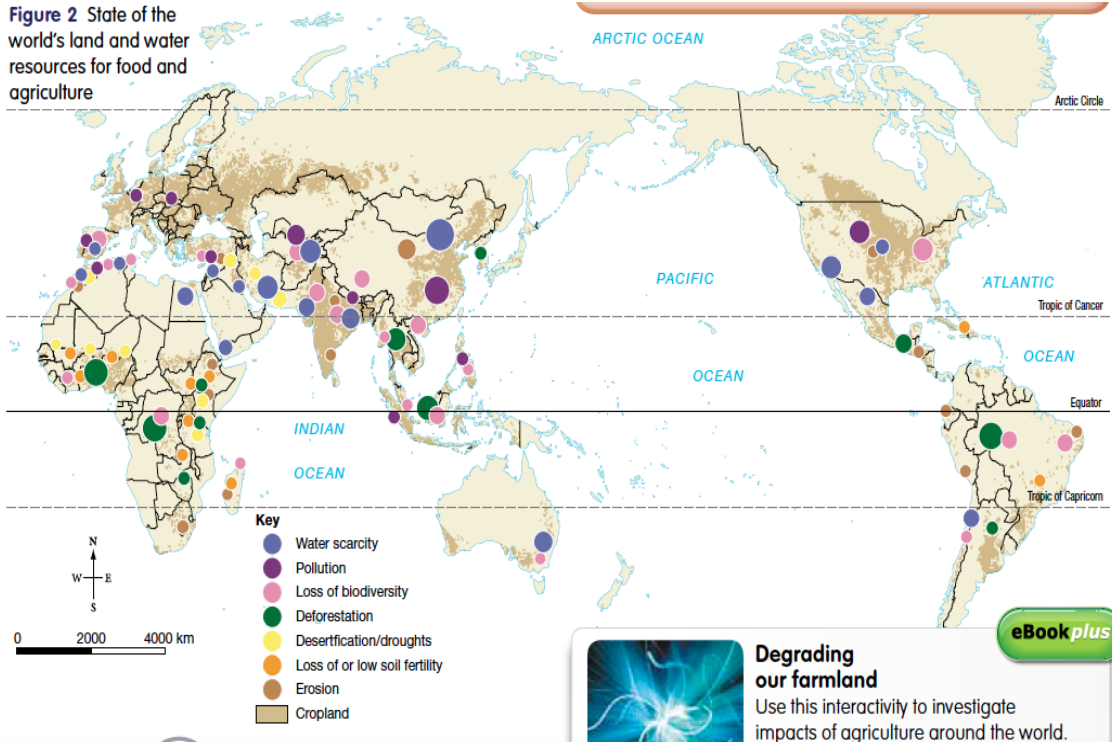 Figure 2 State of the
world's land and water
resources for food and
agriculture
ARCTIC OCEAN
Arctic Circle
PACIFIC
ATLANTIC
Tropic of Cancer
OCEAN
OCEAN
Equator
INDIAN
OCEAN
Tropic of Capricorn
Key
Water scarcity
Pollution
Loss of biodiversity
Deforestation
Desertfication/droughts
Loss of or low soil fertility
Erosion
Cropland
N
W E
S
0 2000 4000 km
eBookplus
Degrading
our farmland
Use this interactivity to investigate
impacts of agriculture around the world.